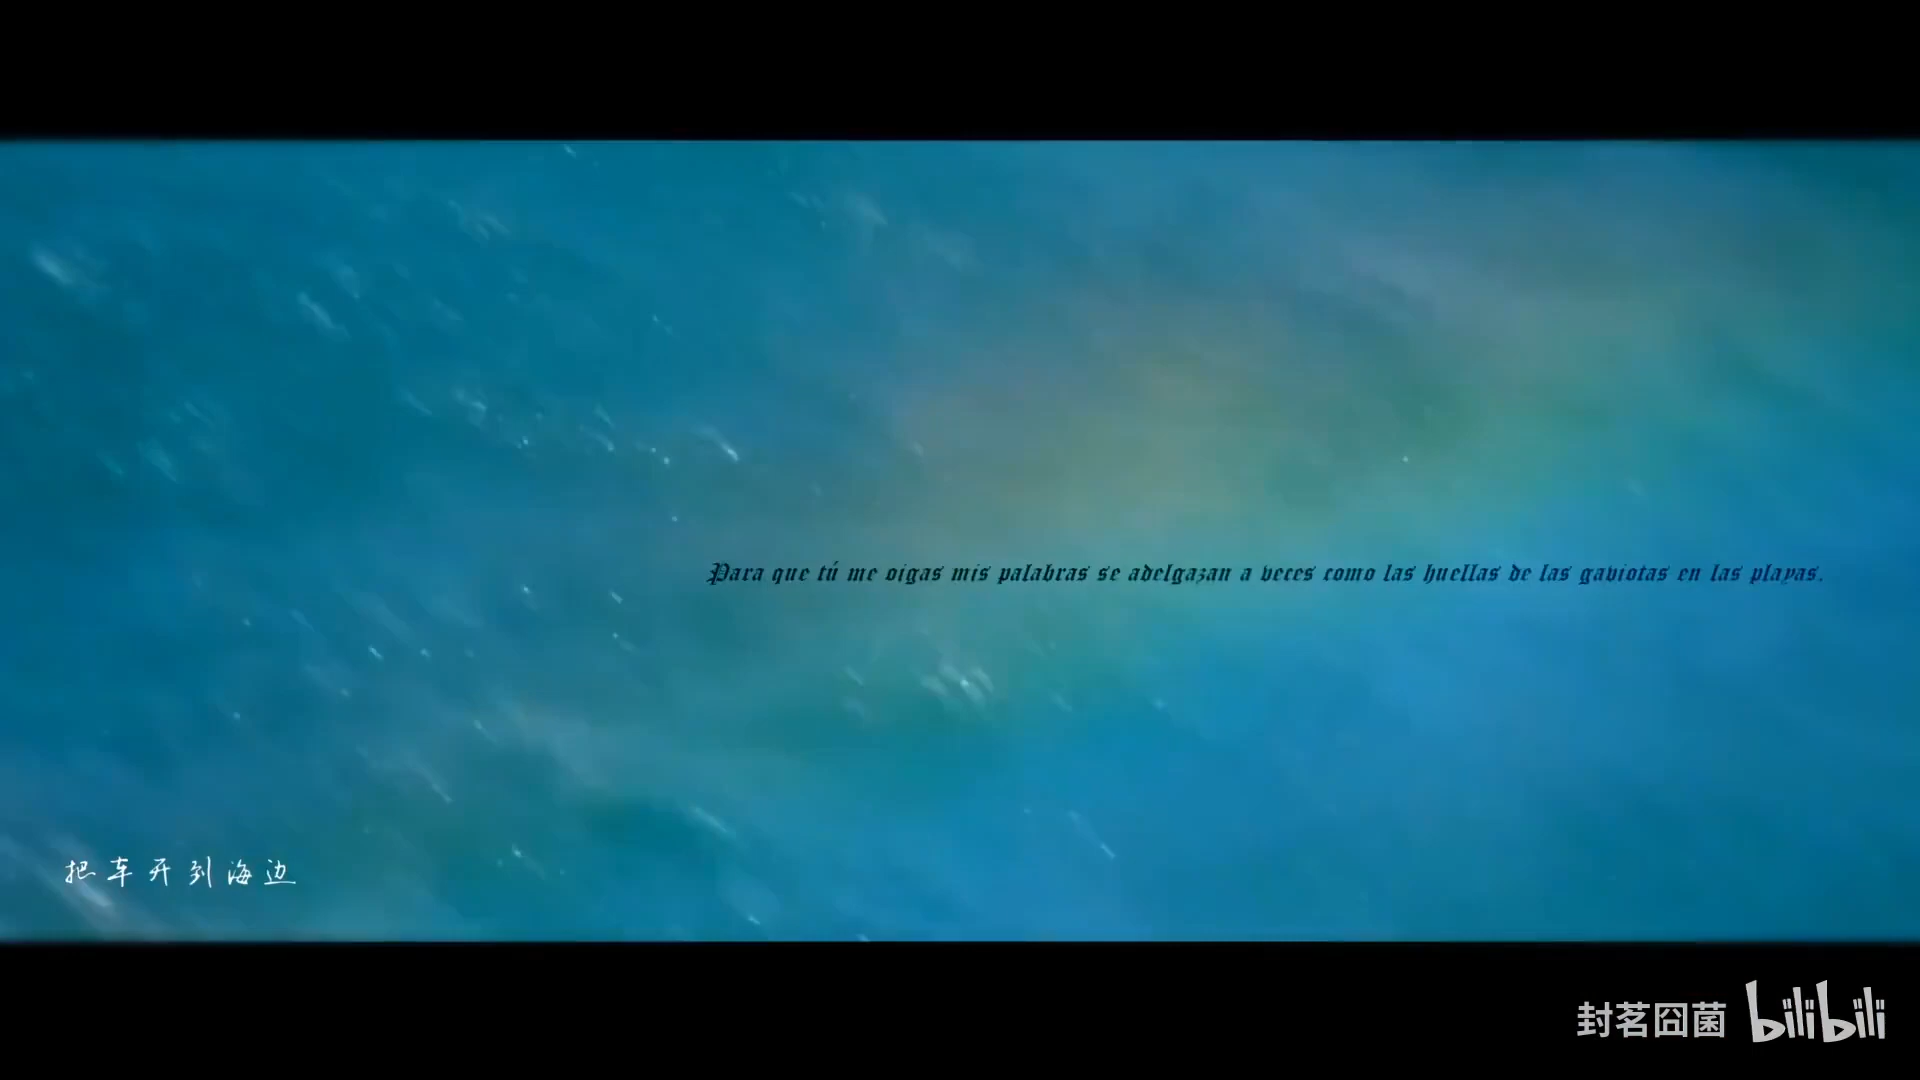 Para que tú me oigas mis palabras se adelgazan a veces como las huellas de las gaviotas en las playas.
把车开到海边
封茗囧菌 bilibili